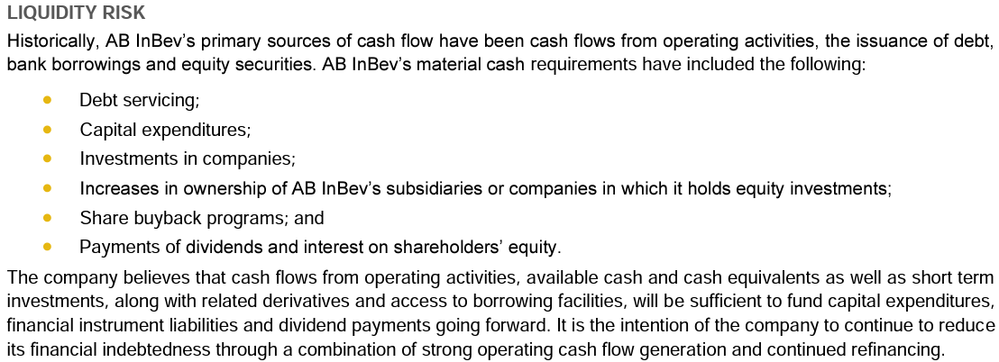 LIQUIDITY RISK
Historically, AB InBev’s primary sources of cash flow have been cash flows from operating activities, the issuance of debt,
bank borrowings and equity securities. AB InBev’s material cash requirements have included the following:
• Debt servicing;
• Capital expenditures;
• Investments in companies;
• Increases in ownership of AB InBev’s subsidiaries or companies in which it holds equity investments;
• Share buyback programs; and
• Payments of dividends and interest on shareholders’ equity.
The company believes that cash flows from operating activities, available cash and cash equivalents as well as short term
investments, along with related derivatives and access to borrowing facilities, will be sufficient to fund capital expenditures,
financial instrument liabilities and dividend payments going forward. It is the intention of the company to continue to reduce
its financial indebtedness through a combination of strong operating cash flow generation and continued refinancing.